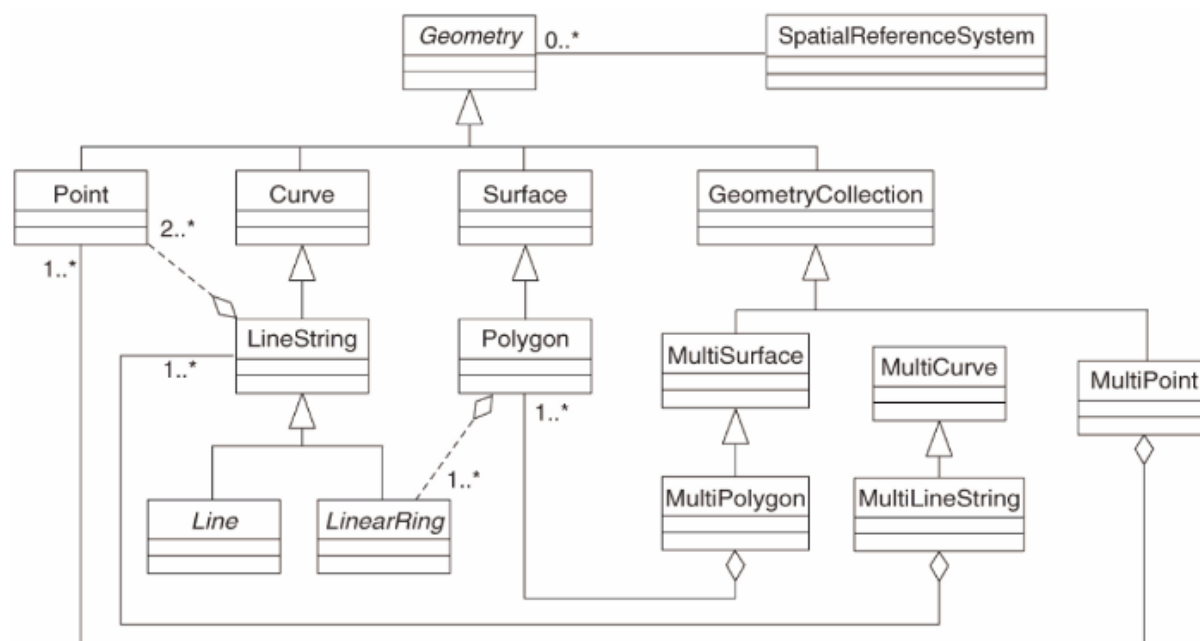 Geometry
0..*
SpatialReferenceSystem
Point
Curve
Surface
GeometryCollection
2..*
1..*
LineString
Polygon
MultiSurface
MultiCurve
MultiPoint
1..*
1..*
1..*
Line
LinearRing
MultiPolygon
MultiLineString